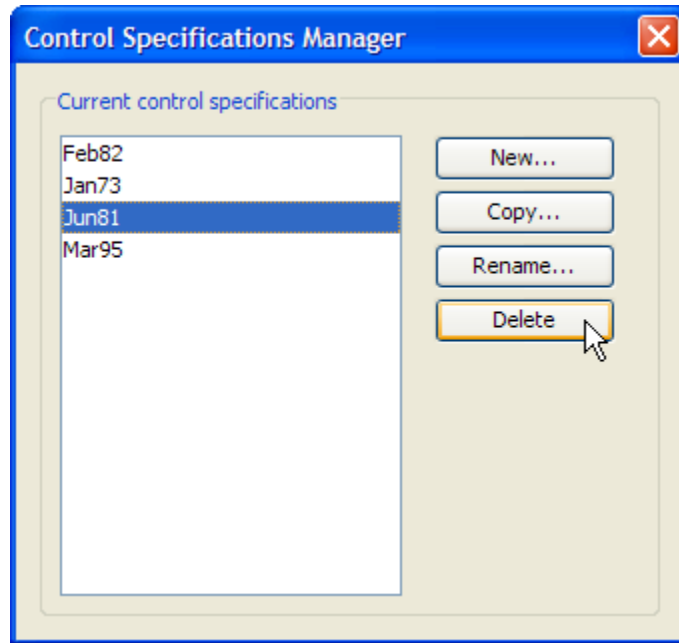 Control Specifications Manager
Current control specifications
Feb82
Jan73
Jun81
Mar95
New...
Copy...
Rename...
Delete